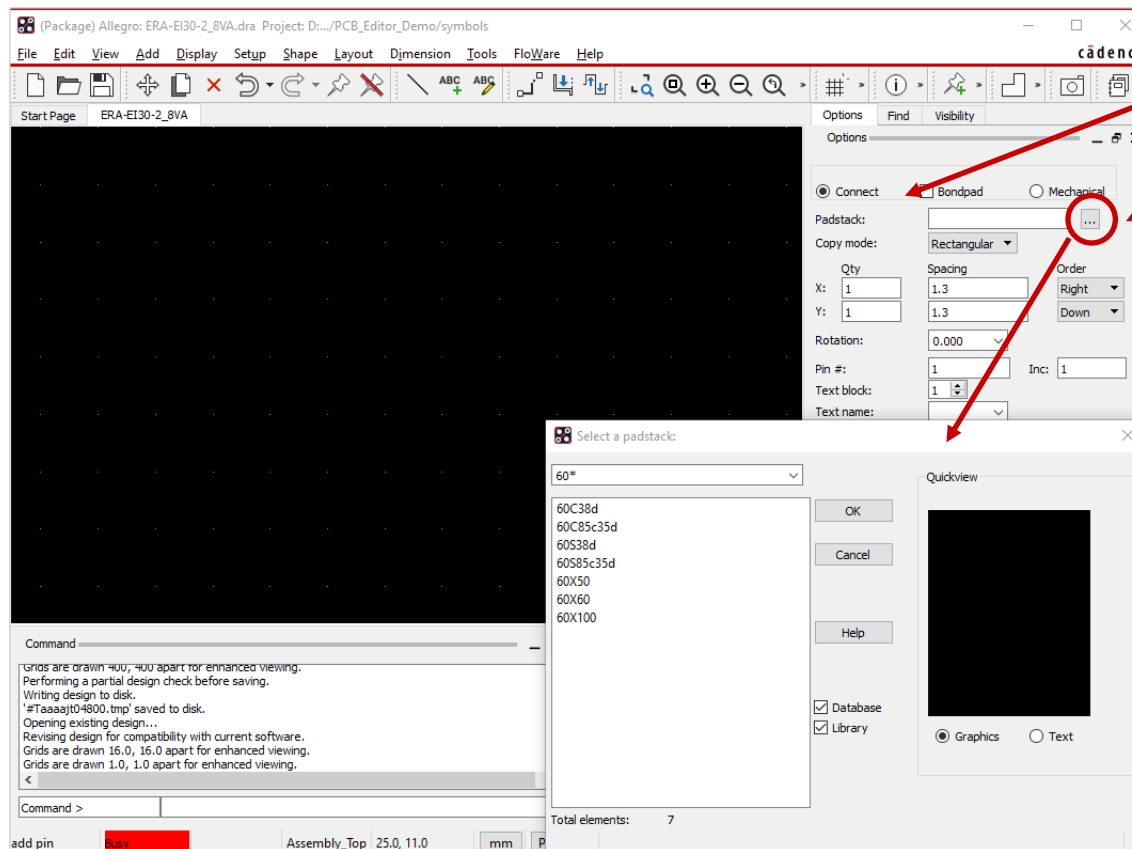 (Package) Allegro: ERA-EI30-2_8VA.dra Project: D:.../PCB_Editor_Demo/symbols
File Edit View Add Display Setup Shape Layout Dimension Tools FloWare Help
cādenc
ABC ABC
Start Page ERA-EI30-2_8VA Options Find Visibility
Options
Connect Bondpad Mechanical
Padstack: ...
Copy mode: Rectangular
Qty Spacing Order
X: 1 1.3 Right
Y: 1 1.3 Down
Rotation: 0.000
Pin #: 1 Inc: 1
Text block: 1
Text name:
Select a padstack:
60*
Quickview
60C38d
60C85c35d
60S38d
60S85c35d
60X50
60X60
60X100
OK
Cancel
Help
Database
Library
Graphics Text
Total elements: 7
Command
Grids are drawn 400, 400 apart for enhanced viewing.
Performing a partial design check before saving.
Writing design to disk.
'#Taaaajt04800.tmp' saved to disk.
Opening existing design...
Revising design for compatibility with current software.
Grids are drawn 16.0, 16.0 apart for enhanced viewing.
Grids are drawn 1.0, 1.0 apart for enhanced viewing.
Command >
add pin Busy Assembly_Top 25.0, 11.0 mm P